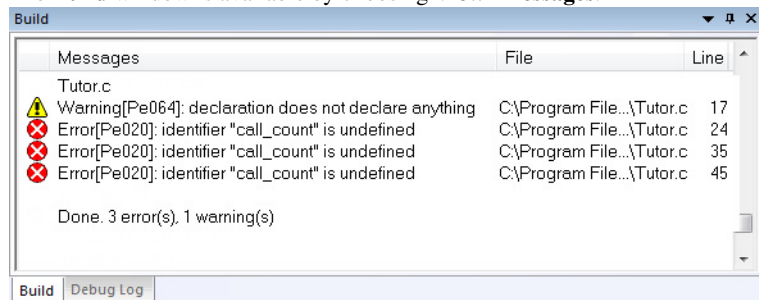 Build
Messages File Line
Tutor.c
Warning[Pe064]: declaration does not declare anything C:\Program File...\Tutor.c 17
Error[Pe020]: identifier "call_count" is undefined C:\Program File...\Tutor.c 24
Error[Pe020]: identifier "call_count" is undefined C:\Program File...\Tutor.c 35
Error[Pe020]: identifier "call_count" is undefined C:\Program File...\Tutor.c 45
Done. 3 error(s), 1 warning(s)
Build Debug Log